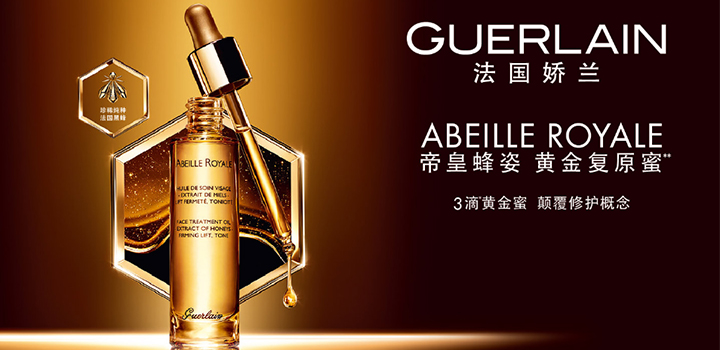 GUERLAIN
法国娇兰
ABEILLE ROYALE
帝皇蜂姿 黄金复原蜜**
3滴黄金蜜 颠覆修护概念
珍稀纯种
法国黑蜂
ABEILLE ROYALE
HUILE DE SOIN VISAGE
EXTRAIT DE MIELS
LIFT FERMETÉ, TONICITÉ
FACE TREATMENT OIL
EXTRACT OF HONEYS
FIRMING LIFT, TONE
Guerlain